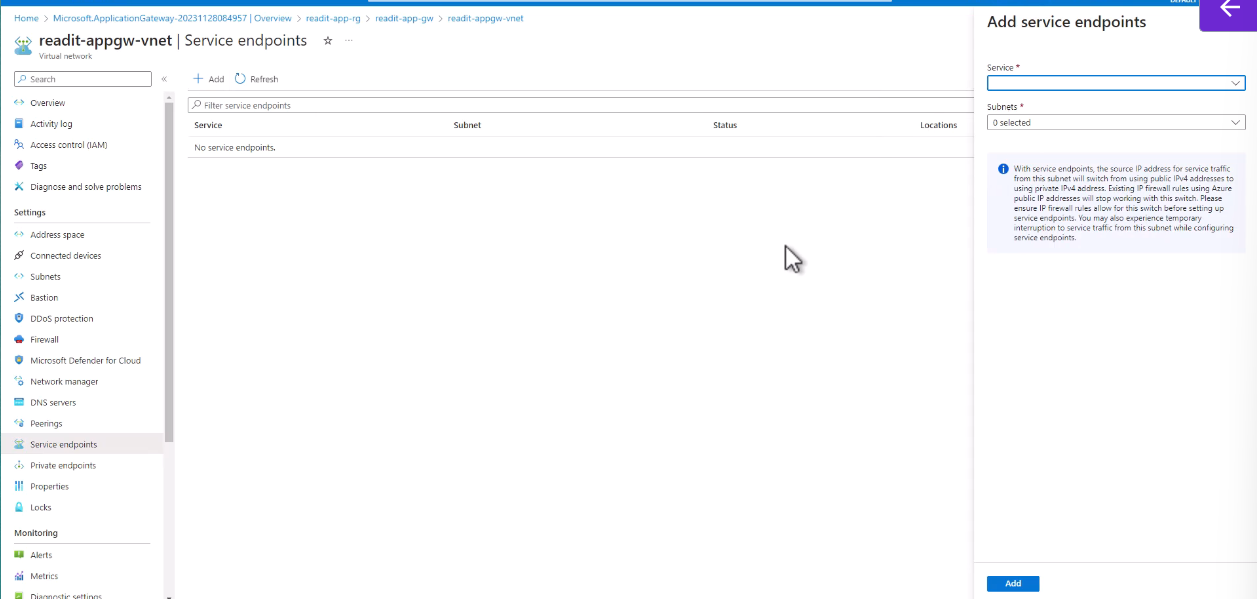 Home > Microsoft.ApplicationGateway-20231128084957 | Overview > readit-app-rg > readit-app-gw > readit-appgw-vnet
readit-appgw-vnet | Service endpoints
Virtual network
Search
Overview
Activity log
Access control (IAM)
Tags
Diagnose and solve problems
Settings
Address space
Connected devices
Subnets
Bastion
DDoS protection
Firewall
Microsoft Defender for Cloud
Network manager
DNS servers
Peerings
Service endpoints
Private endpoints
Properties
Locks
Monitoring
Alerts
Metrics
Diagnostic settings
Add Refresh
Filter service endpoints
Service Subnet Status Locations
No service endpoints.
Add service endpoints
Service *
Subnets *
0 selected
With service endpoints, the source IP address for service traffic
from this subnet will switch from using public IPv4 addresses to
using private IPv4 address. Existing IP firewall rules using Azure
public IP addresses will stop working with this switch. Please
ensure IP firewall rules allow for this switch before setting up
service endpoints. You may also experience temporary
interruption to service traffic from this subnet while configuring
service endpoints.
Add